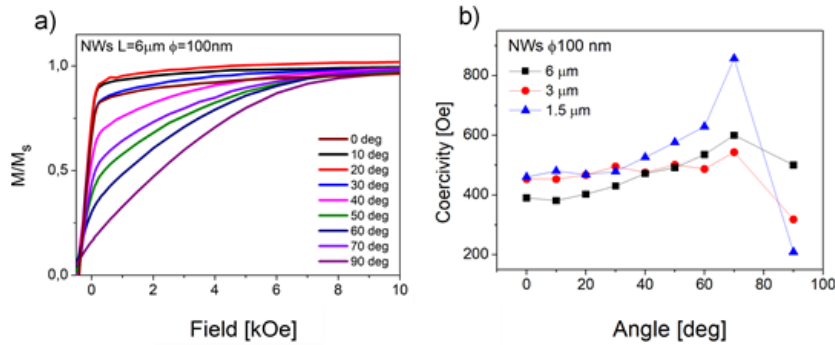 a)
NWs L=6μm ϕ=100nm
1,0
0,5
0,0
M/Ms
0 deg
10 deg
20 deg
30 deg
40 deg
50 deg
60 deg
70 deg
90 deg
0 2 4 6 8 10
Field [kOe]
b)
NWs ϕ100 nm
6 μm
3 μm
1.5 μm
800
600
400
200
Coercivity [Oe]
0 20 40 60 80 100
Angle [deg]